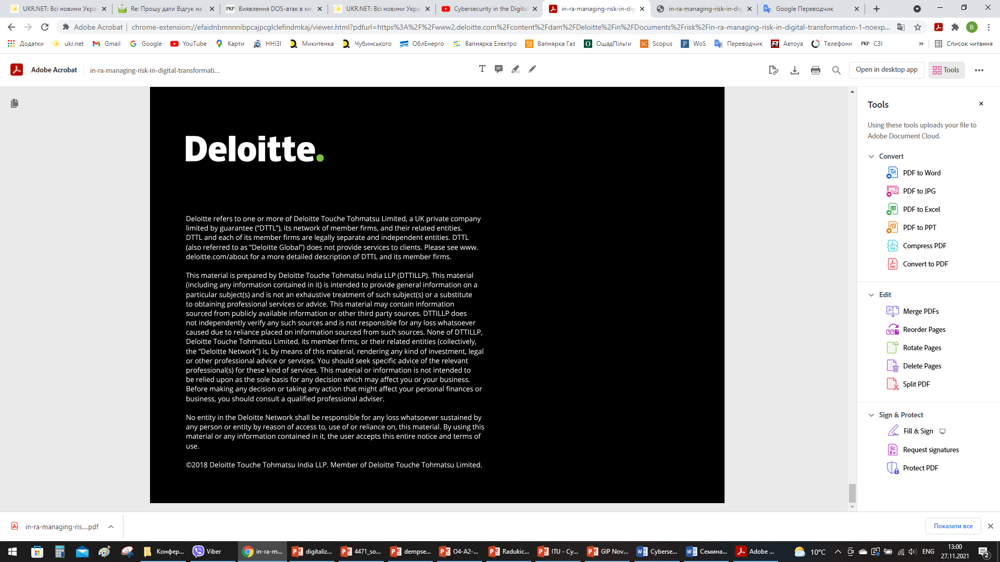 UKR.NET: Всі новини Укра
Re: Прошу дати Відгук на
РКР Виявлення DOS-атак в ме
UKR.NET: Всі новини Укра
Cybersecurity in the Digita
in-ra-managing-risk-in-dig
in-ra-managing-risk-in-dig
Google Переводчик
Adobe Acrobat
chrome-extension://efaidnbmnnnibpcajpcglclefindmkaj/viewer.html?pdfurl=https%3A%2F%2Fwww2.deloitte.com%2Fcontent%2Fdam%2FDeloitte%2Fin%2FDocuments%2Frisk%2Fin-ra-managing-risk-in-digital-transformation-1-noexp...
B
Додатки
ukr.net
Gmail
Google
YouTube
Карти
ННІЗІ
Микитенка
Чубинського
ОблЕнерго
Вапнярка Електро
104.ua Вапнярка Газ
ОщадПільги
SC Scopus
P WoS
Переводчик
Автоуа
Телефони
РКР СЗІ
»
Список читання
Adobe Acrobat
in-ra-managing-risk-in-digital-transformati...
Open in desktop app
Tools
Deloitte.
Deloitte refers to one or more of Deloitte Touche Tohmatsu Limited, a UK private company
limited by guarantee (“DTTL”), its network of member firms, and their related entities.
DTTL and each of its member firms are legally separate and independent entities. DTTL
(also referred to as “Deloitte Global”) does not provide services to clients. Please see www.
deloitte.com/about for a more detailed description of DTTL and its member firms.
This material is prepared by Deloitte Touche Tohmatsu India LLP (DTTILLP). This material
(including any information contained in it) is intended to provide general information on a
particular subject(s) and is not an exhaustive treatment of such subject(s) or a substitute
to obtaining professional services or advice. This material may contain information
sourced from publicly available information or other third party sources. DTTILLP does
not independently verify any such sources and is not responsible for any loss whatsoever
caused due to reliance placed on information sourced from such sources. None of DTTILLP,
Deloitte Touche Tohmatsu Limited, its member firms, or their related entities (collectively,
the “Deloitte Network”) is, by means of this material, rendering any kind of investment, legal
or other professional advice or services. You should seek specific advice of the relevant
professional(s) for these kind of services. This material or information is not intended to
be relied upon as the sole basis for any decision which may affect you or your business.
Before making any decision or taking any action that might affect your personal finances or
business, you should consult a qualified professional adviser.
No entity in the Deloitte Network shall be responsible for any loss whatsoever sustained by
any person or entity by reason of access to, use of or reliance on, this material. By using this
material or any information contained in it, the user accepts this entire notice and terms of
use.
©2018 Deloitte Touche Tohmatsu India LLP. Member of Deloitte Touche Tohmatsu Limited.
Tools
Using these tools uploads your file to
Adobe Document Cloud.
Convert
PDF to Word
PDF to JPG
PDF to Excel
PDF to PPT
Compress PDF
Convert to PDF
Edit
Merge PDFs
Reorder Pages
Rotate Pages
Delete Pages
Split PDF
Sign & Protect
Fill & Sign
Request signatures
Protect PDF
in-ra-managing-ris....pdf
Показати все
Конфер...
Viber
in-ra-m...
digitaliz...
4471_so...
dempse...
O4-A2-...
Radukic...
ITU - Cy...
GIP Nov...
Cyberse...
Семина...
Adobe ...
10°C
ENG
13:00
27.11.2021
2